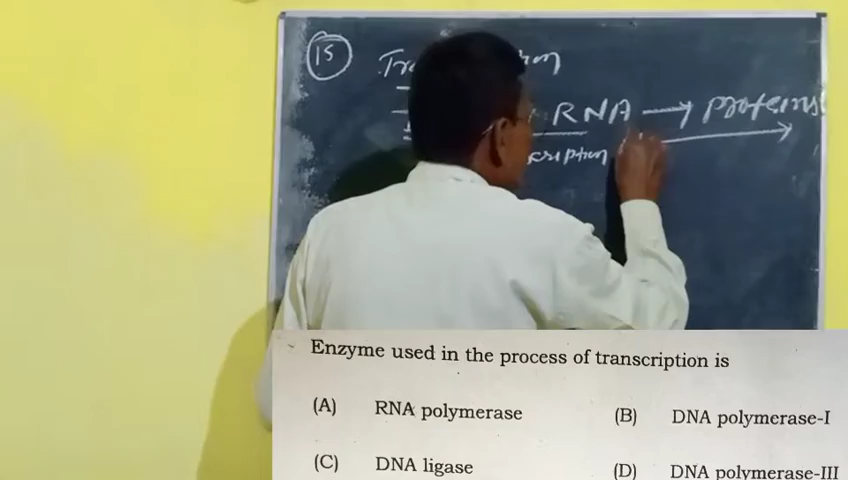 15
RNA → proteins
Enzyme used in the process of transcription is
(A) RNA polymerase (B) DNA polymerase-I
(C) DNA ligase (D) DNA polymerase-III